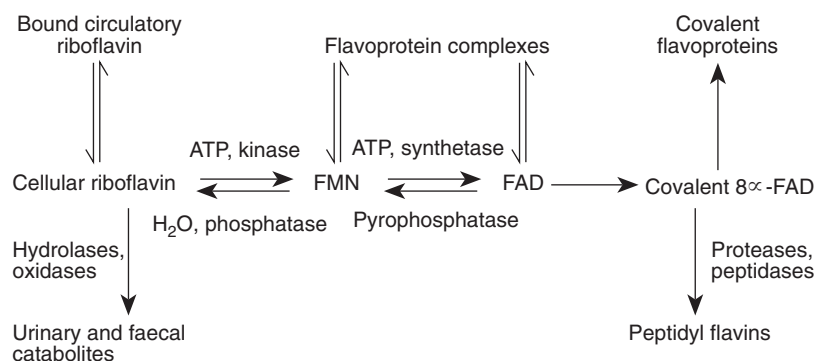 Bound circulatory
riboflavin
Flavoprotein complexes
Covalent
flavoproteins
ATP, kinase
ATP, synthetase
Cellular riboflavin
FMN
FAD
Covalent 8∝-FAD
H₂O, phosphatase
Pyrophosphatase
Hydrolases,
oxidases
Proteases,
peptidases
Urinary and faecal
catabolites
Peptidyl flavins